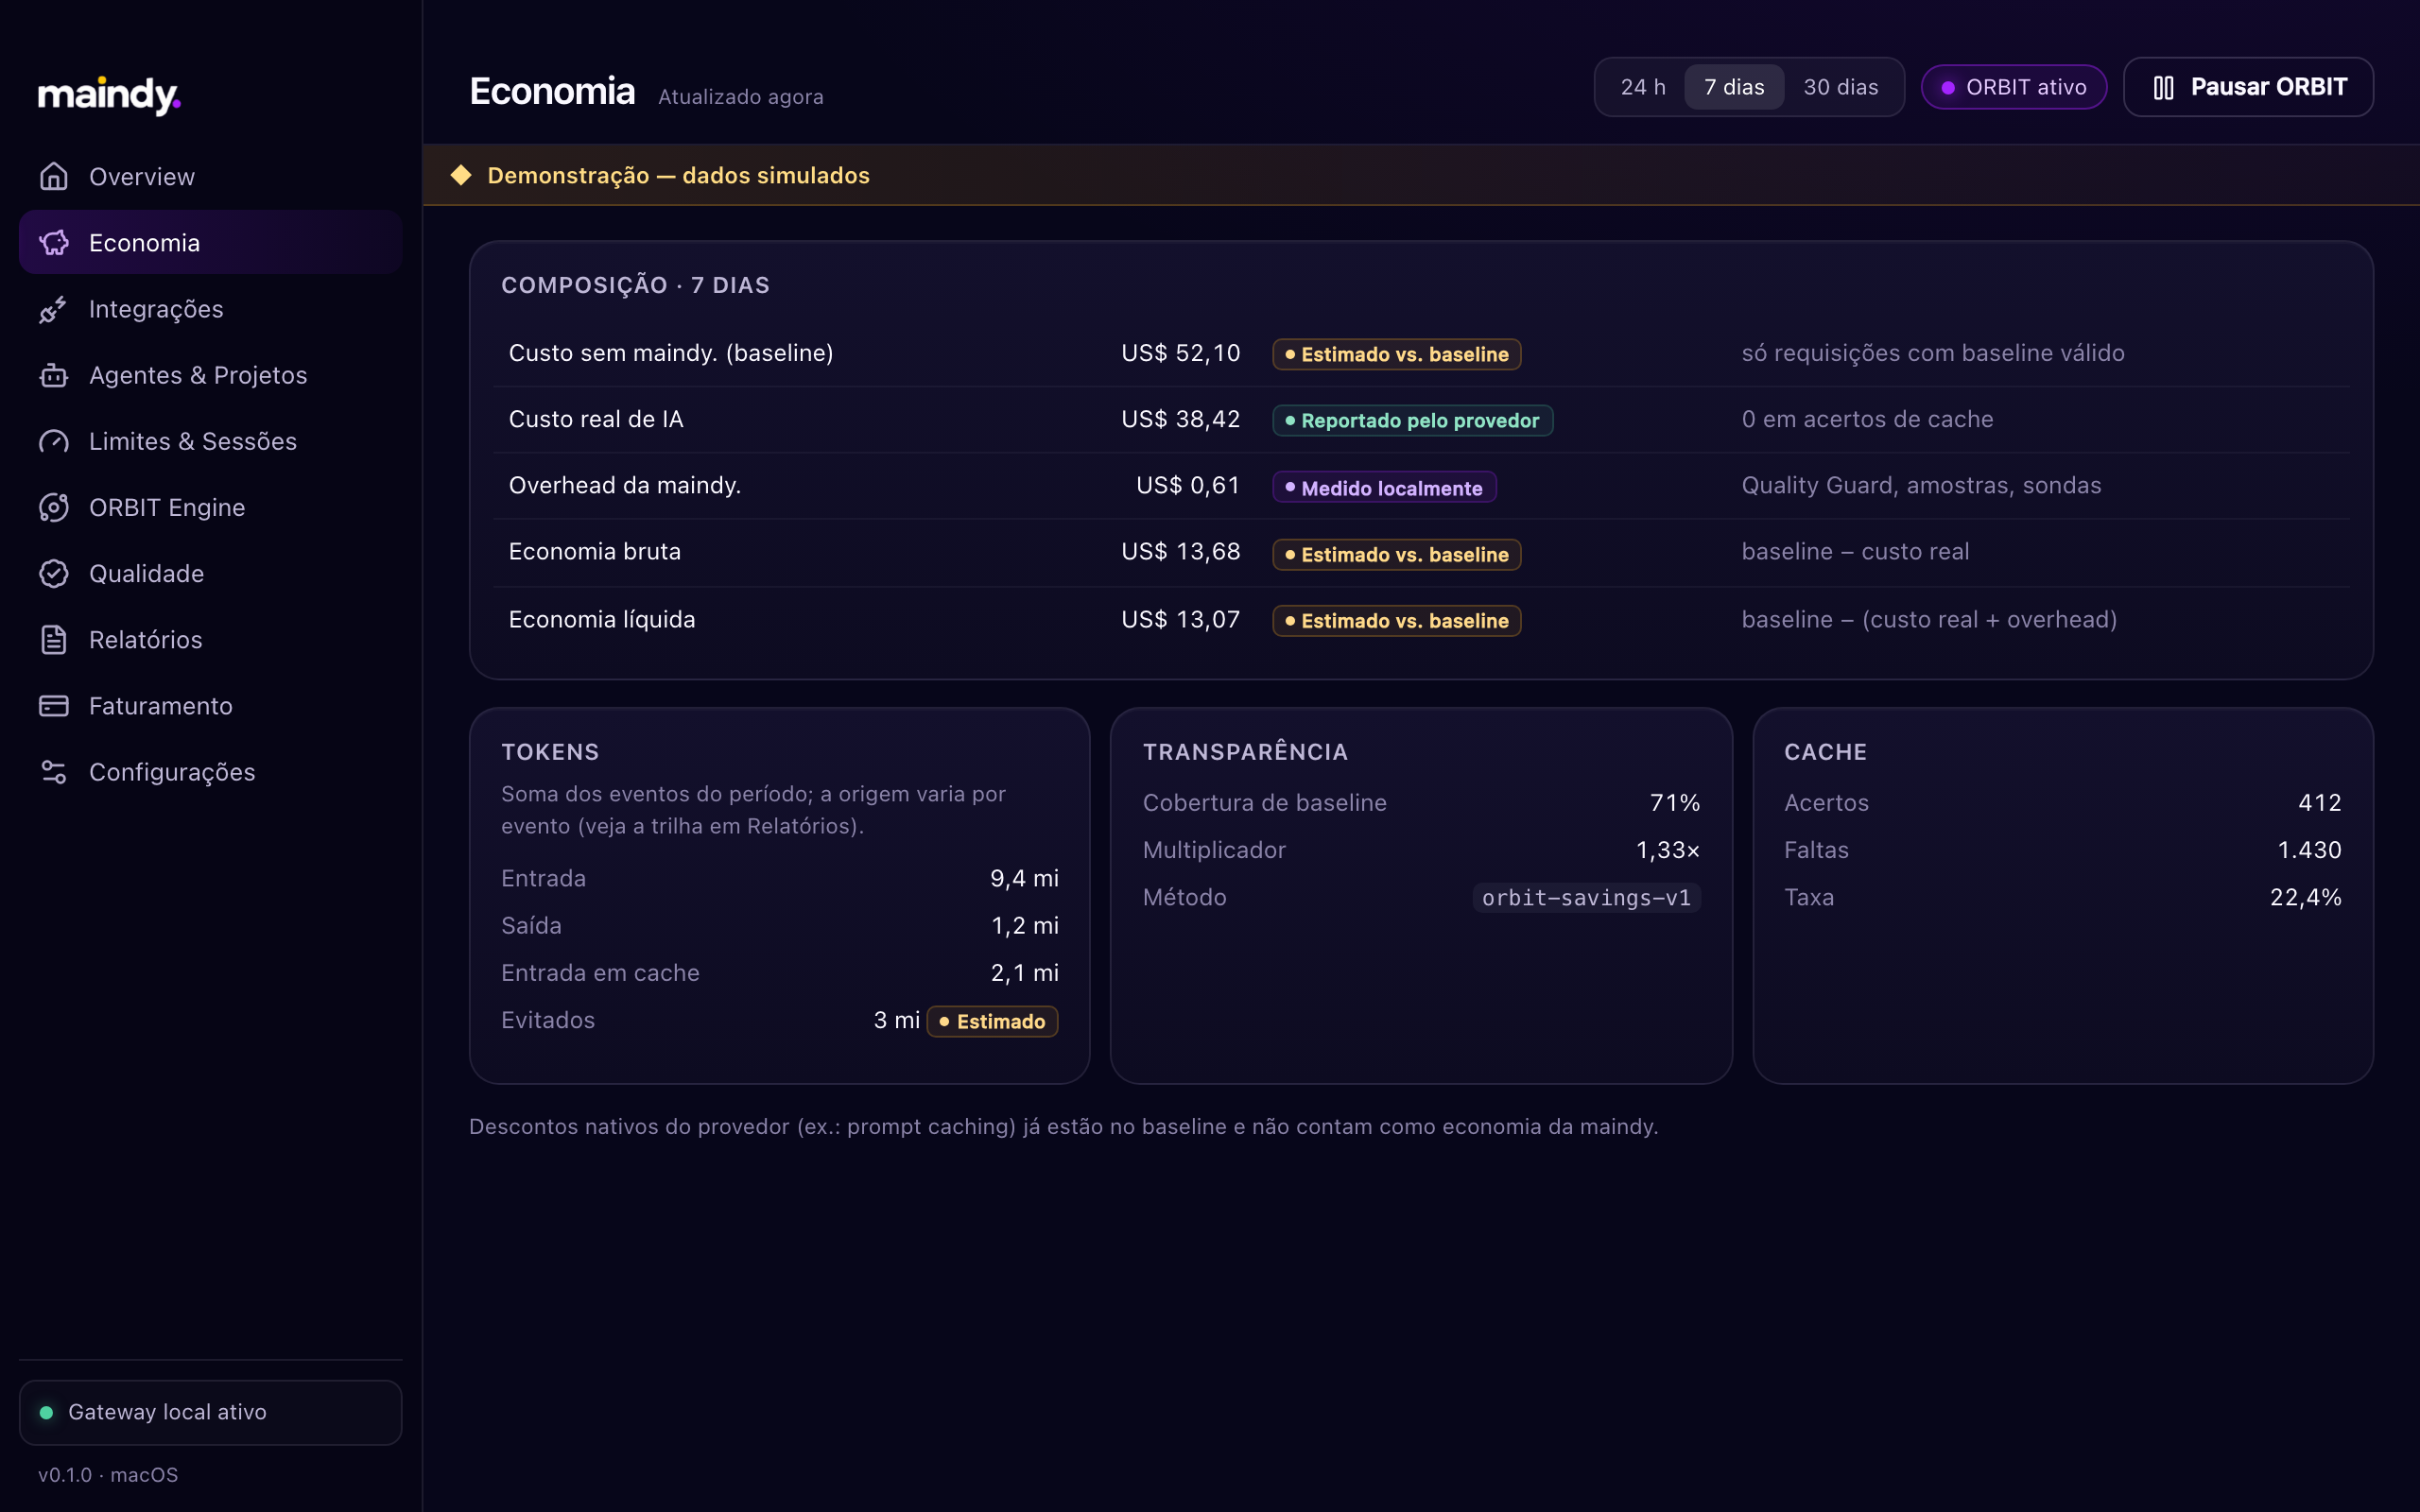 maindy.
Overview
Economia
Integrações
Agentes & Projetos
Limites & Sessões
ORBIT Engine
Qualidade
Relatórios
Faturamento
Configurações
Gateway local ativo
v0.1.0 · macOS
Economia Atualizado agora
24 h 7 dias 30 dias ORBIT ativo Pausar ORBIT
Demonstração — dados simulados
COMPOSIÇÃO · 7 DIAS
Custo sem maindy. (baseline) US$ 52,10 Estimado vs. baseline só requisições com baseline válido
Custo real de IA US$ 38,42 Reportado pelo provedor 0 em acertos de cache
Overhead da maindy. US$ 0,61 Medido localmente Quality Guard, amostras, sondas
Economia bruta US$ 13,68 Estimado vs. baseline baseline − custo real
Economia líquida US$ 13,07 Estimado vs. baseline baseline − (custo real + overhead)
TOKENS
Soma dos eventos do período; a origem varia por
evento (veja a trilha em Relatórios).
Entrada 9,4 mi
Saída 1,2 mi
Entrada em cache 2,1 mi
Evitados 3 mi Estimado
TRANSPARÊNCIA
Cobertura de baseline 71%
Multiplicador 1,33×
Método orbit-savings-v1
CACHE
Acertos 412
Faltas 1.430
Taxa 22,4%
Descontos nativos do provedor (ex.: prompt caching) já estão no baseline e não contam como economia da maindy.